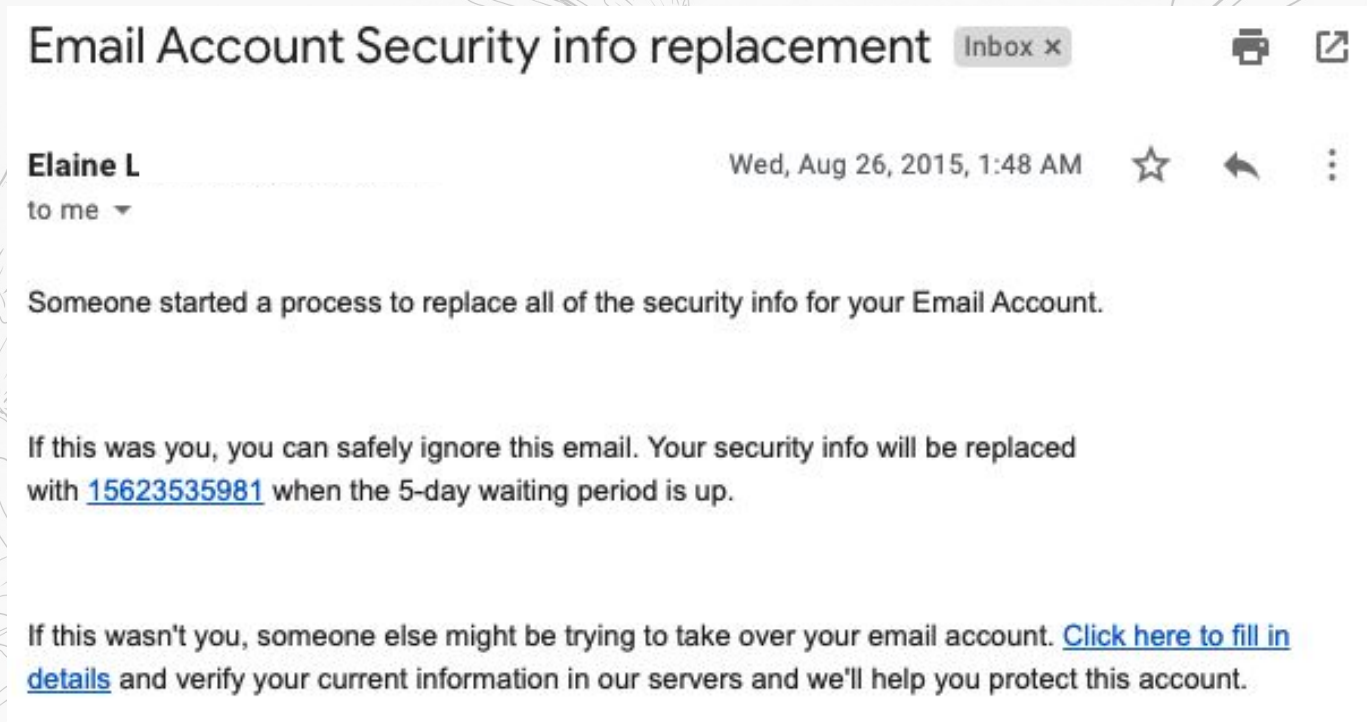 Email Account Security info replacement Inbox ×
Elaine L Wed, Aug 26, 2015, 1:48 AM
to me
Someone started a process to replace all of the security info for your Email Account.
If this was you, you can safely ignore this email. Your security info will be replaced
with 15623535981 when the 5-day waiting period is up.
If this wasn't you, someone else might be trying to take over your email account. Click here to fill in
details and verify your current information in our servers and we'll help you protect this account.